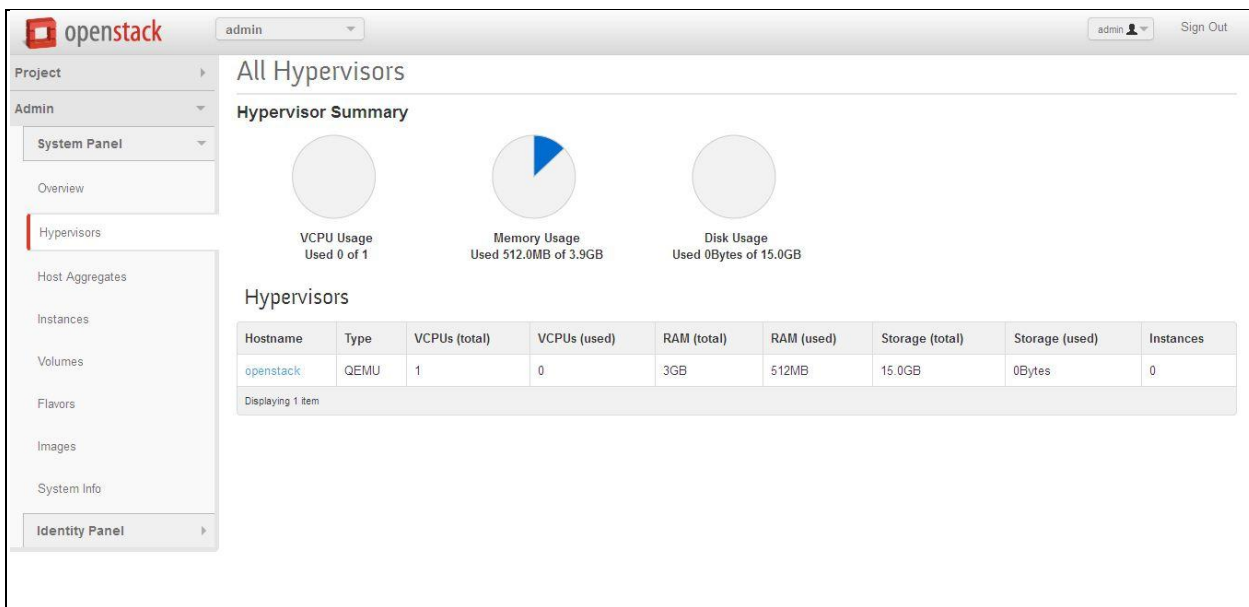 openstack
admin
admin
Sign Out
Project
Admin
System Panel
Overview
Hypervisors
Host Aggregates
Instances
Volumes
Flavors
Images
System Info
Identity Panel
All Hypervisors
Hypervisor Summary
VCPU Usage
Used 0 of 1
Memory Usage
Used 512.0MB of 3.9GB
Disk Usage
Used 0Bytes of 15.0GB
Hypervisors
Hostname Type VCPUs (total) VCPUs (used) RAM (total) RAM (used) Storage (total) Storage (used) Instances
openstack QEMU 1 0 3GB 512MB 15.0GB 0Bytes 0
Displaying 1 item